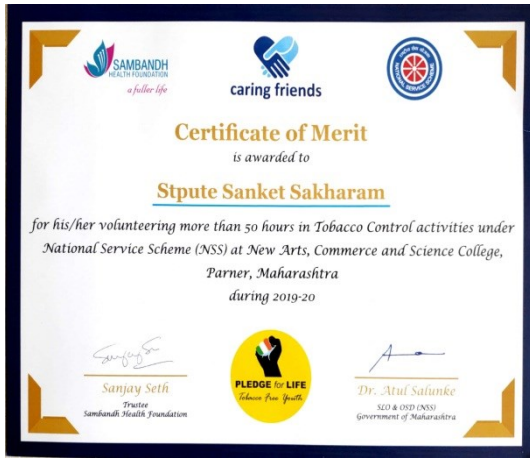 SAMBANDH
HEALTH FOUNDATION
a fuller life
caring friends
NATIONAL SERVICE SCHEME
Certificate of Merit
is awarded to
Stpute Sanket Sakharam
for his/her volunteering more than 50 hours in Tobacco Control activities under
National Service Scheme (NSS) at New Arts, Commerce and Science College,
Parner, Maharashtra
during 2019-20
Sanjay Seth
Trustee
Sambandh Health Foundation
PLEDGE for LIFE
Tobacco Free Youth
Dr. Atul Salunke
SLO & OSD (NSS)
Government of Maharashtra